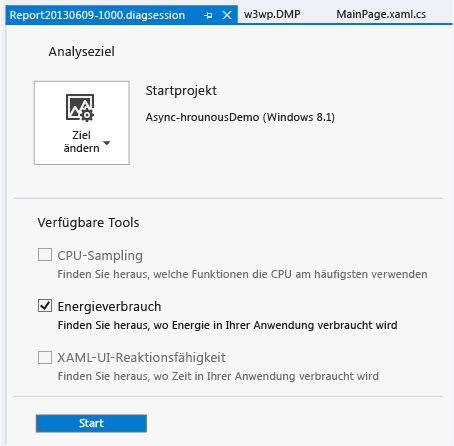 Report20130609-1000.diagsession w3wp.DMP MainPage.xaml.cs
Analyseziel
Startprojekt
Async-hrounousDemo (Windows 8.1)
Ziel
ändern
Verfügbare Tools
CPU-Sampling
Finden Sie heraus, welche Funktionen die CPU am häufigsten verwenden
Energieverbrauch
Finden Sie heraus, wo Energie in Ihrer Anwendung verbraucht wird
XAML-UI-Reaktionsfähigkeit
Finden Sie heraus, wo Zeit in Ihrer Anwendung verbraucht wird
Start